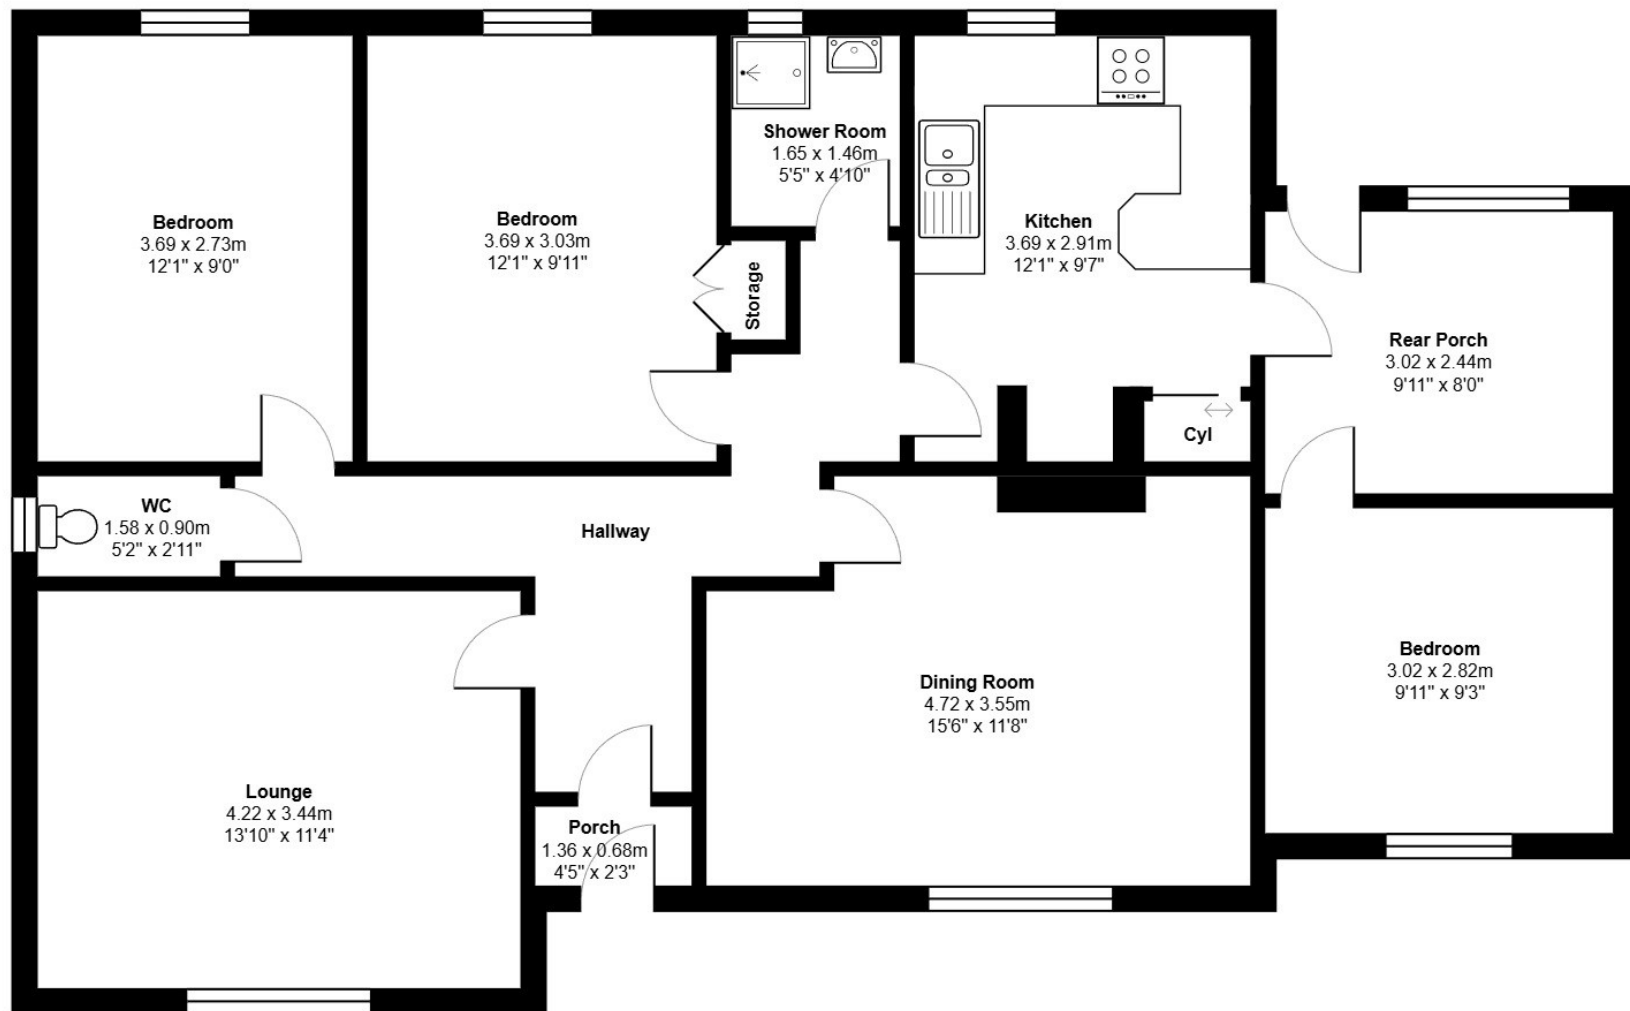 Bedroom
3.69 x 2.73m
12'1" x 9'0"
Bedroom
3.69 x 3.03m
12'1" x 9'11"
Shower Room
1.65 x 1.46m
5'5" x 4'10"
Storage
Kitchen
3.69 x 2.91m
12'1" x 9'7"
Cyl
Rear Porch
3.02 x 2.44m
9'11" x 8'0"
WC
1.58 x 0.90m
5'2" x 2'11"
Hallway
Bedroom
3.02 x 2.82m
9'11" x 9'3"
Dining Room
4.72 x 3.55m
15'6" x 11'8"
Lounge
4.22 x 3.44m
13'10" x 11'4"
Porch
1.36 x 0.68m
4'5" x 2'3"